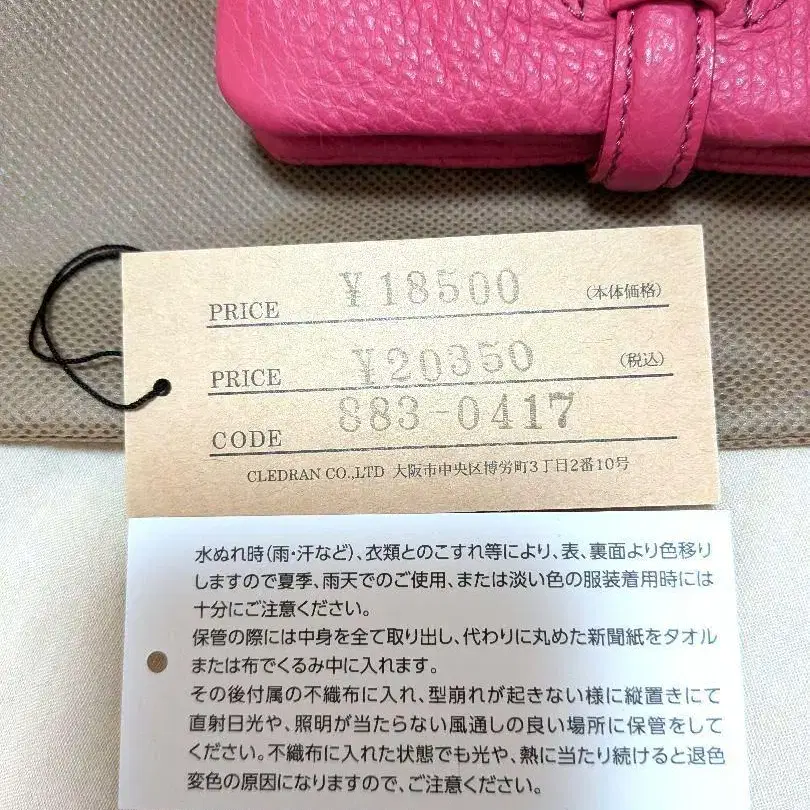 PRICE ¥18500 (本体価格)
PRICE ¥20350 (税込)
CODE 883-0417
CLEDRAN CO.,LTD 大阪市中央区博労町3丁目2番10号
水ぬれ時(雨・汗など)、衣類とのこすれ等により、表、裏面より色移り
しますので夏季、雨天でのご使用、または淡い色の服装着用時には
十分にご注意ください。
保管の際には中身を全て取り出し、代わりに丸めた新聞紙をタオル
または布でくるみ中に入れます。
その後付属の不織布に入れ、型崩れが起きない様に縦置きにて
直射日光や、照明が当たらない風通しの良い場所に保管をして
ください。不織布に入れた状態でも光や、熱に当たり続けると退色
変色の原因になりますので、ご注意ください。